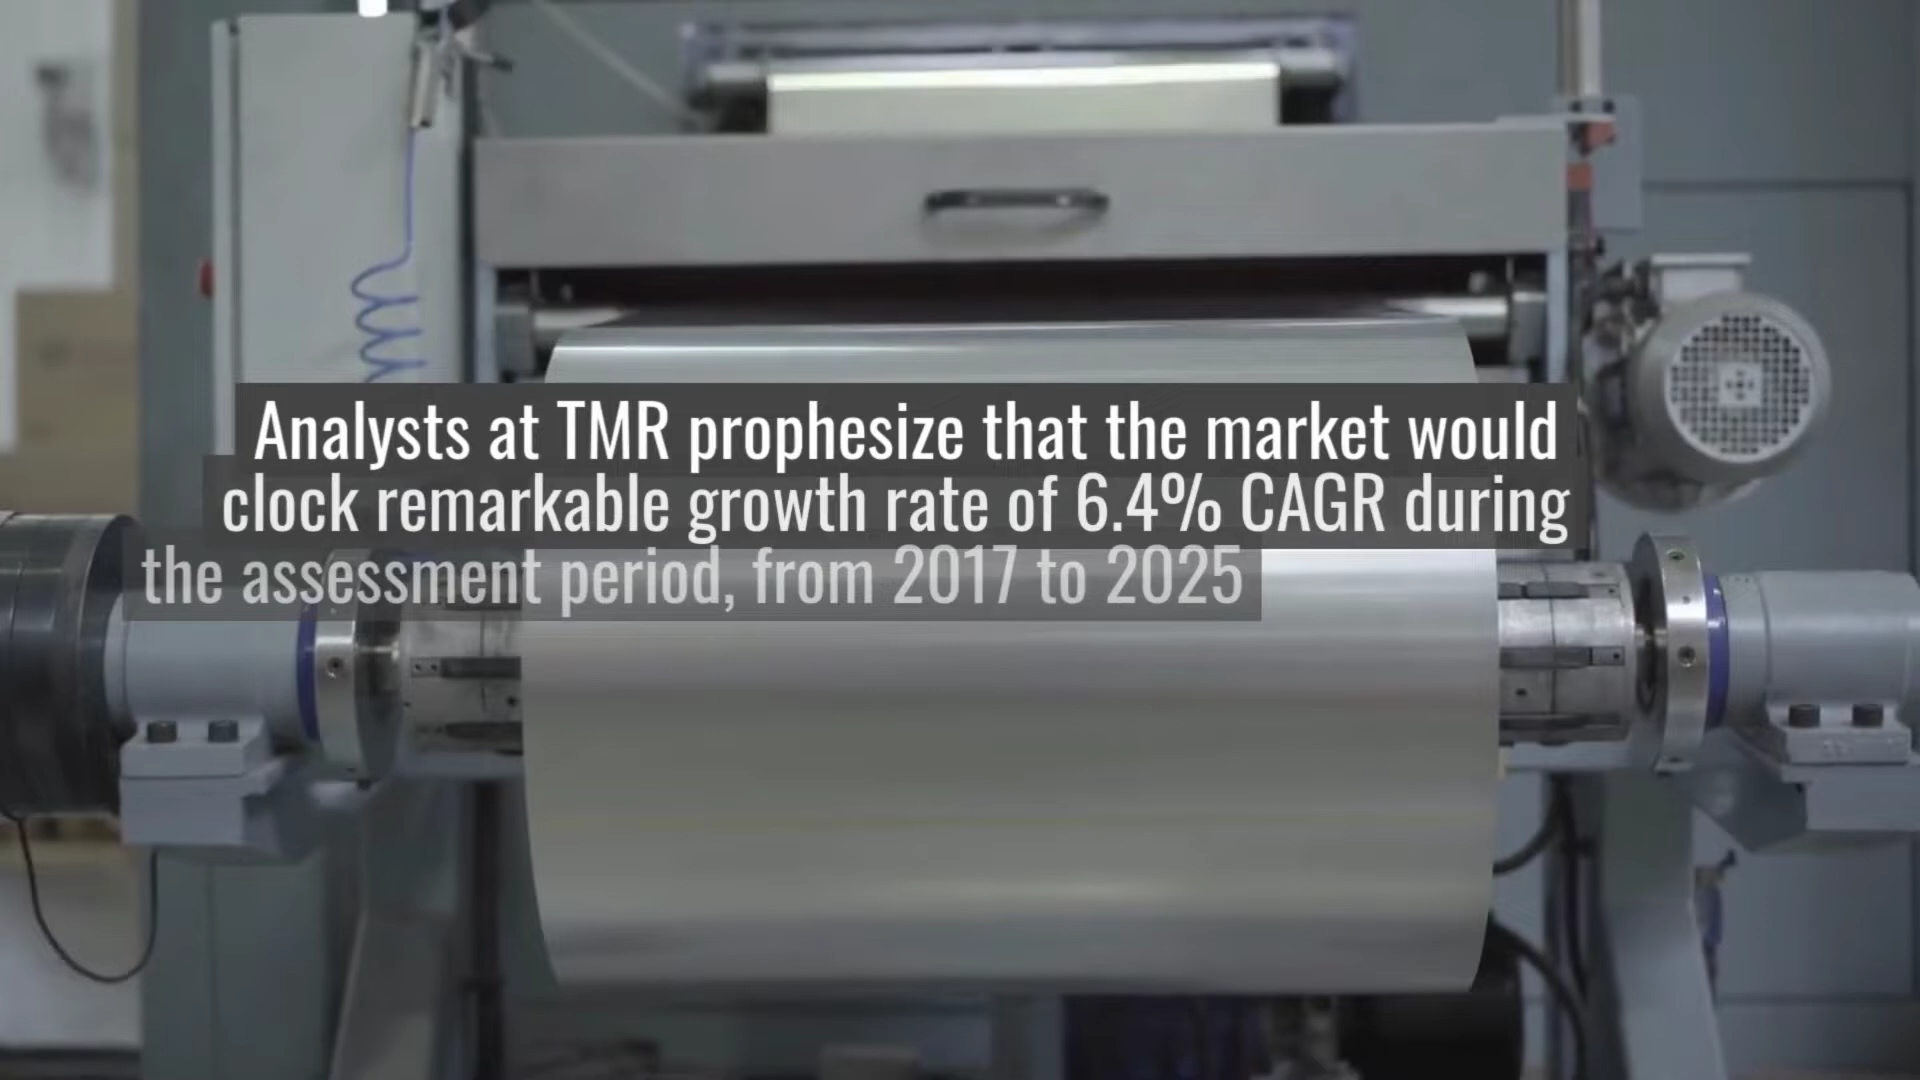 Analysts at TMR prophesize that the market would
clock remarkable growth rate of 6.4% CAGR during
the assessment period, from 2017 to 2025